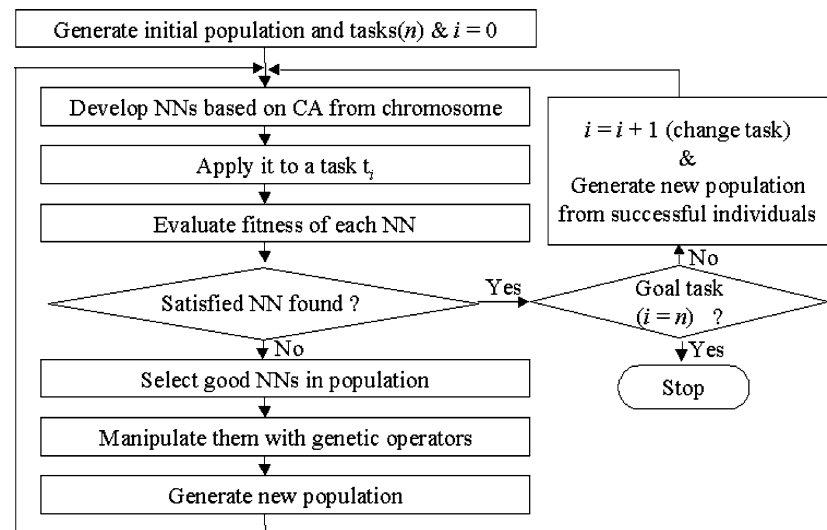 Generate initial population and tasks(n) & i = 0
Develop NNs based on CA from chromosome
Apply it to a task tᵢ
Evaluate fitness of each NN
Satisfied NN found ?
Yes
No
Select good NNs in population
Manipulate them with genetic operators
Generate new population
i = i + 1 (change task)
&
Generate new population
from successful individuals
No
Goal task
(i = n) ?
Yes
Stop